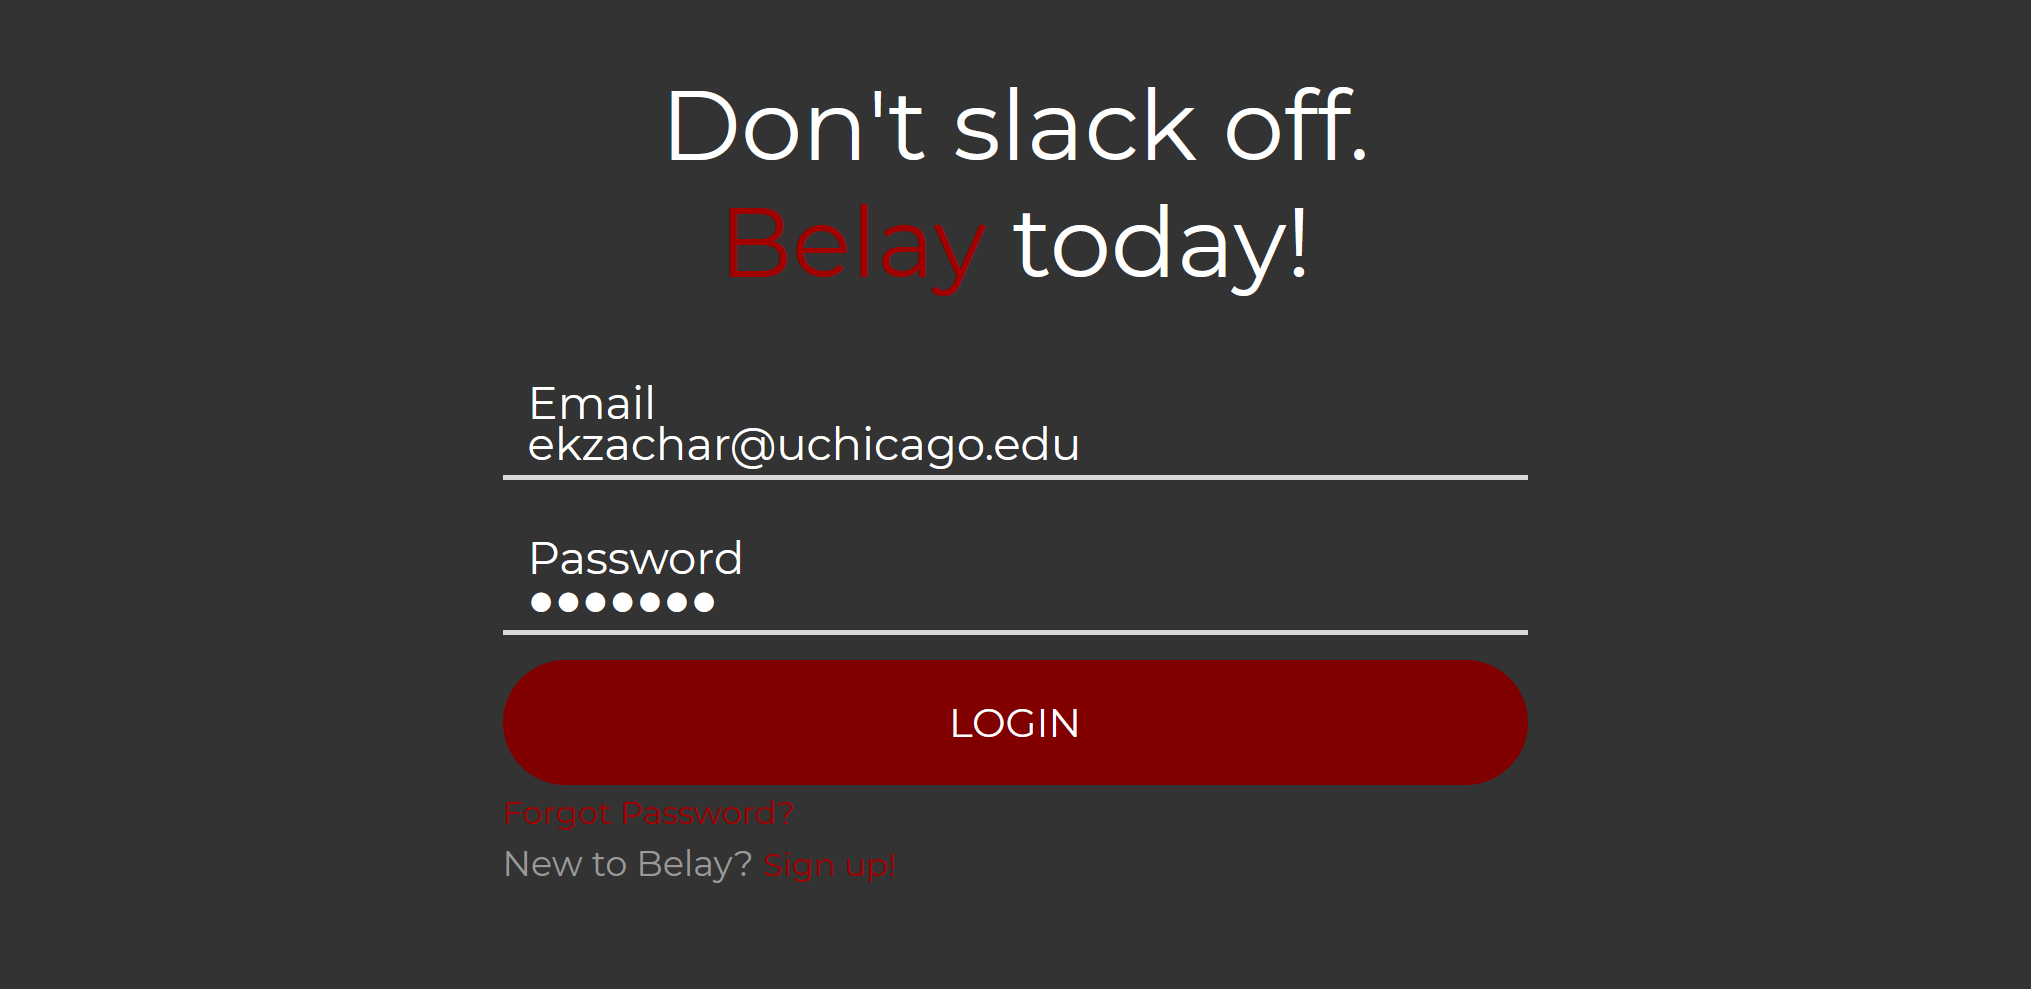 Don't slack off.
Belay today!
Email
ekzachar@uchicago.edu
Password
●●●●●●●
LOGIN
Forgot Password?
New to Belay? Sign up!